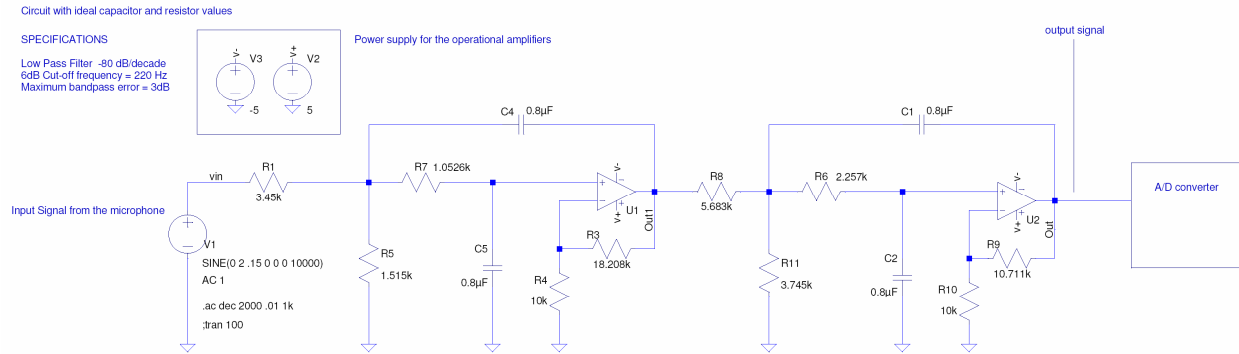 Circuit with ideal capacitor and resistor values
SPECIFICATIONS
Low Pass Filter -80 dB/decade
6dB Cut-off frequency = 220 Hz
Maximum bandpass error = 3dB
v-
V3
-5
v+
V2
5
Power supply for the operational amplifiers
output signal
C4 0.8µF
C1 0.8µF
vin
R1
3.45k
R7 1.0526k
v-
U1
v+
Out1
R8
5.683k
R6 2.257k
v-
U2
v+
Out
A/D converter
Input Signal from the microphone
V1
SINE(0 2 .15 0 0 0 10000)
AC 1
.ac dec 2000 .01 1k
;tran 100
R5
1.515k
C5
0.8µF
R3
18.208k
R4
10k
R11
3.745k
C2
0.8µF
R9
10.711k
R10
10k